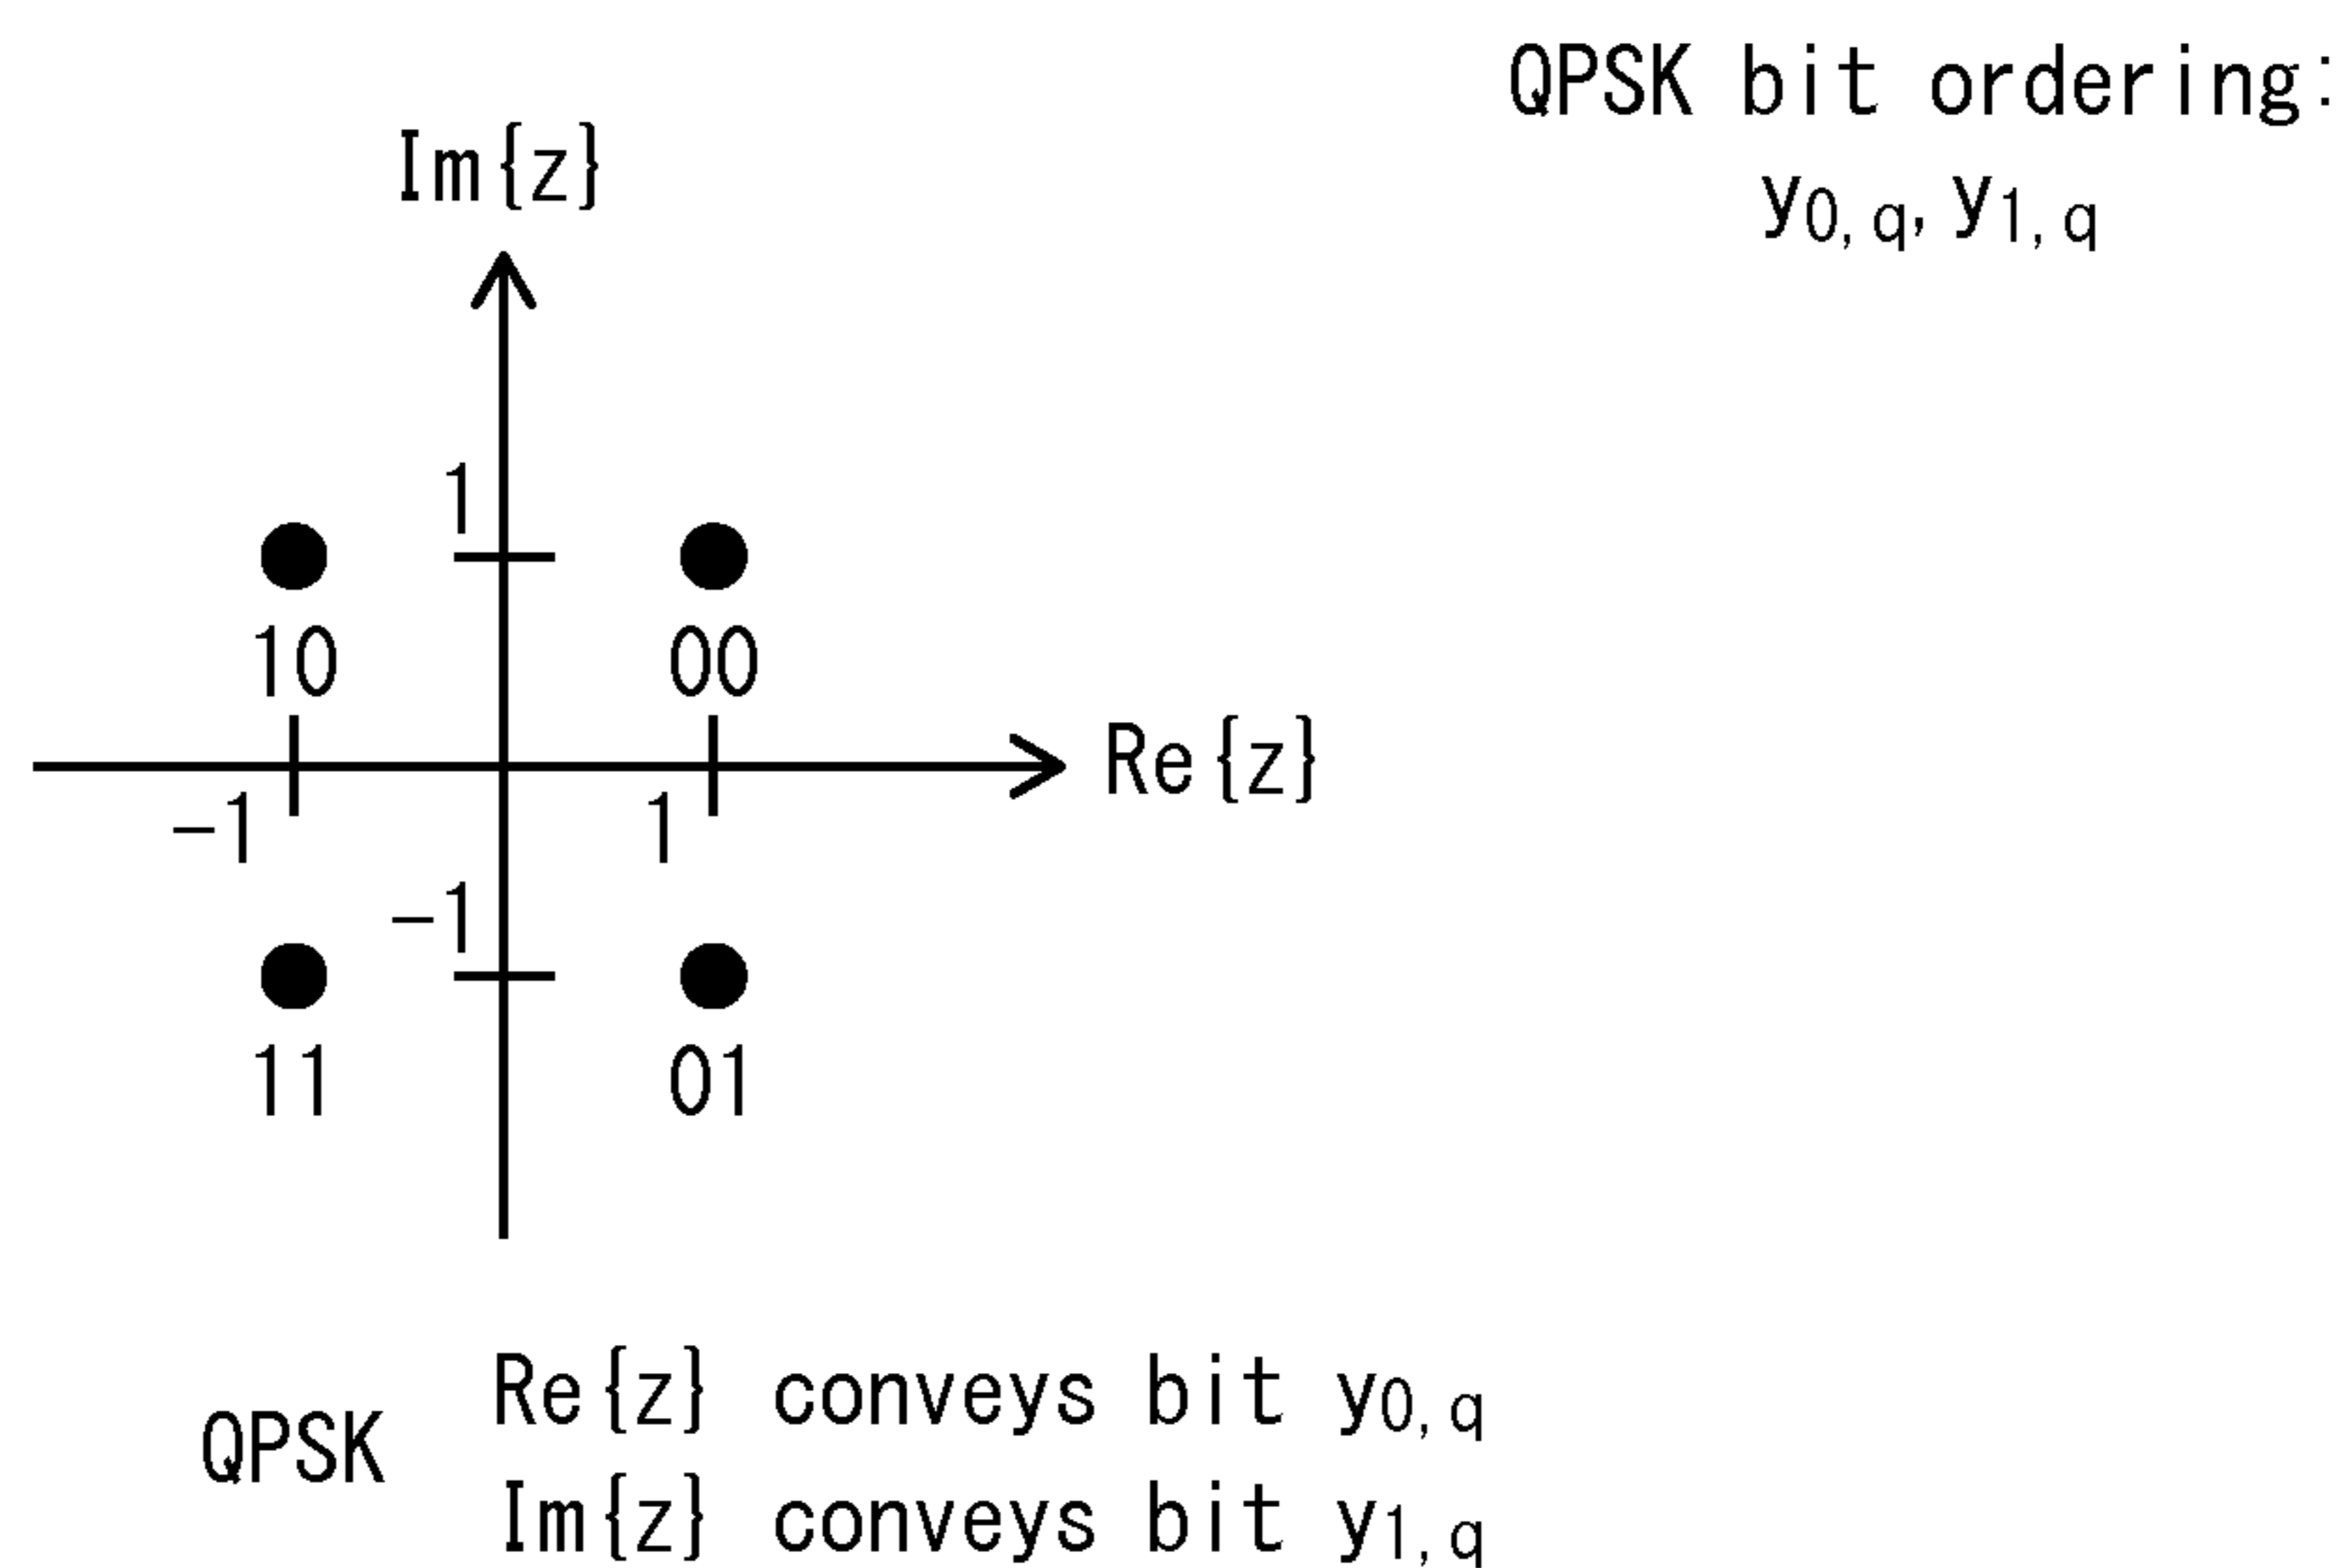 QPSK bit ordering:
y0,q,y1,q
Im{z}
1
10 00
Re{z}
-1 1
-1
11 01
QPSK
Re{z} conveys bit y0,q
Im{z} conveys bit y1,q